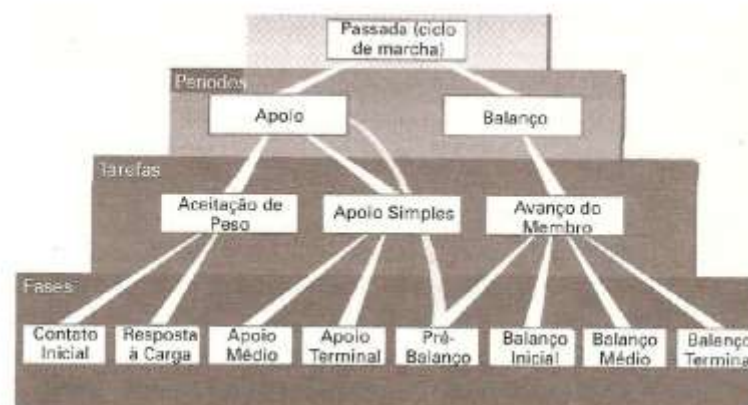 Passada (ciclo
de marcha)
Períodos
Apoio
Balanço
Tarefas
Aceitação de
Peso
Apoio Simples
Avanço do
Membro
Fases
Contato
Inicial
Resposta
à Carga
Apoio
Médio
Apoio
Terminal
Pré-
Balanço
Balanço
Inicial
Balanço
Médio
Balanço
Terminal